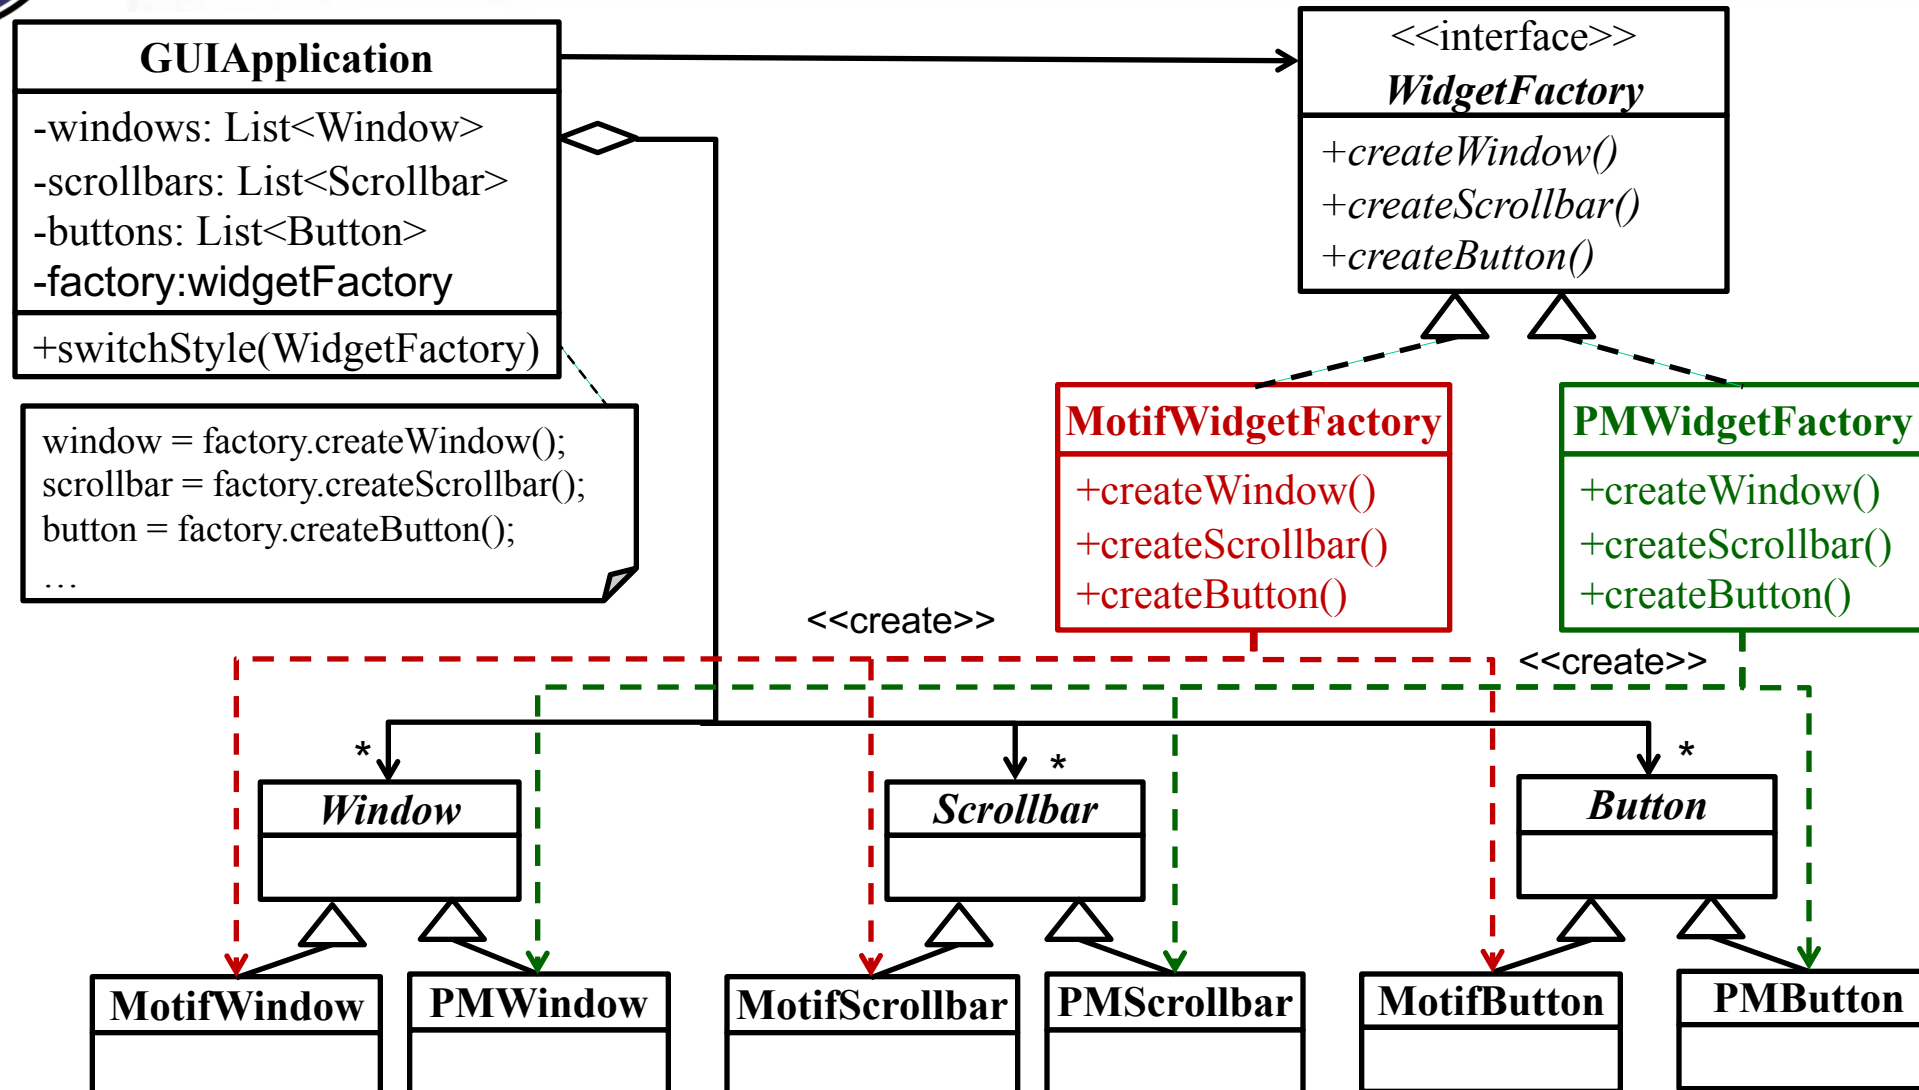 GUIApplication
-windows: List<Window>
-scrollbars: List<Scrollbar>
-buttons: List<Button>
-factory:widgetFactory
+switchStyle(WidgetFactory)
window = factory.createWindow();
scrollbar = factory.createScrollbar();
button = factory.createButton();
…
<<interface>>
WidgetFactory
+createWindow()
+createScrollbar()
+createButton()
MotifWidgetFactory
+createWindow()
+createScrollbar()
+createButton()
PMWidgetFactory
+createWindow()
+createScrollbar()
+createButton()
<<create>>
<<create>>
*
*
*
Window
Scrollbar
Button
MotifWindow
PMWindow
MotifScrollbar
PMScrollbar
MotifButton
PMButton